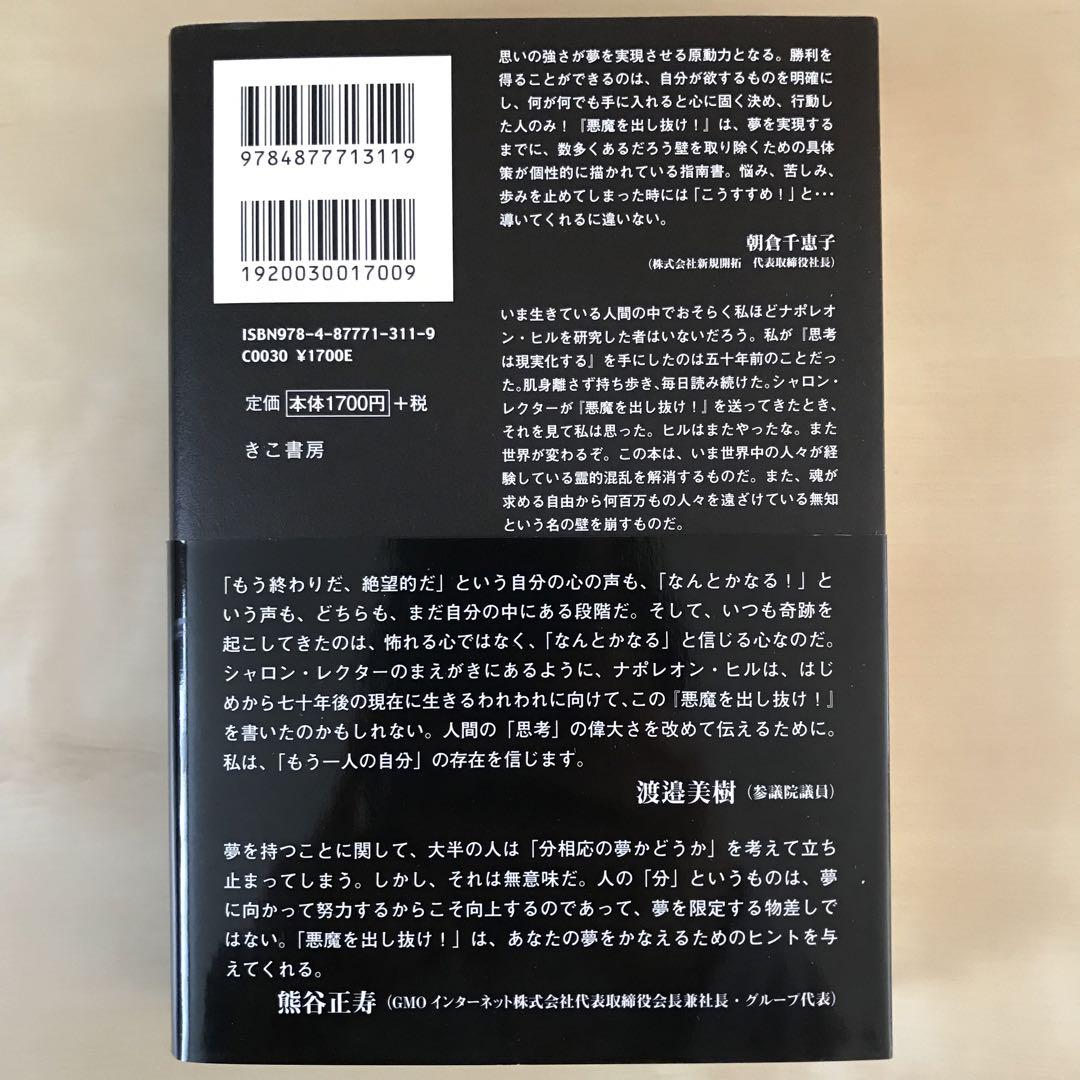 9784877713119
1920030017009
ISBN978-4-87771-311-9
C0030 ¥1700E
定価 本体1700円 +税
きこ書房
思いの強さが夢を実現させる原動力となる。勝利を
得ることができるのは、自分が欲するものを明確に
し、何が何でも手に入れると心に固く決め、行動し
た人のみ！『悪魔を出し抜け！』は、夢を実現する
までに、数多くあるだろう壁を取り除くための具体
策が個性的に描かれている指南書。悩み、苦しみ、
歩みを止めてしまった時には「こうすすめ！」と･･･
導いてくれるに違いない。
朝倉千恵子
（株式会社新規開拓　代表取締役社長）
いま生きている人間の中でおそらく私ほどナポレオ
ン・ヒルを研究した者はいないだろう。私が『思考
は現実化する』を手にしたのは五十年前のことだっ
た。肌身離さず持ち歩き、毎日読み続けた。シャロン・
レクターが『悪魔を出し抜け！』を送ってきたとき、
それを見て私は思った。ヒルはまたやったな。また
世界が変わるぞ。この本は、いま世界中の人々が経
験している霊的混乱を解消するものだ。また、魂が
求める自由から何百万もの人々を遠ざけている無知
という名の壁を崩すものだ。
「もう終わりだ、絶望的だ」という自分の心の声も、「なんとかなる！」と
いう声も、どちらも、まだ自分の中にある段階だ。そして、いつも奇跡を
起こしてきたのは、怖れる心ではなく、「なんとかなる」と信じる心なのだ。
シャロン・レクターのまえがきにあるように、ナポレオン・ヒルは、はじ
めから七十年後の現在に生きるわれわれに向けて、この『悪魔を出し抜け！』
を書いたのかもしれない。人間の「思考」の偉大さを改めて伝えるために。
私は、「もう一人の自分」の存在を信じます。
渡邉美樹（参議院議員）
夢を持つことに関して、大半の人は「分相応の夢かどうか」を考えて立ち
止まってしまう。しかし、それは無意味だ。人の「分」というものは、夢
に向かって努力するからこそ向上するのであって、夢を限定する物差しで
はない。「悪魔を出し抜け！」は、あなたの夢をかなえるためのヒントを与
えてくれる。
熊谷正寿（GMO インターネット株式会社代表取締役会長兼社長・グループ代表）